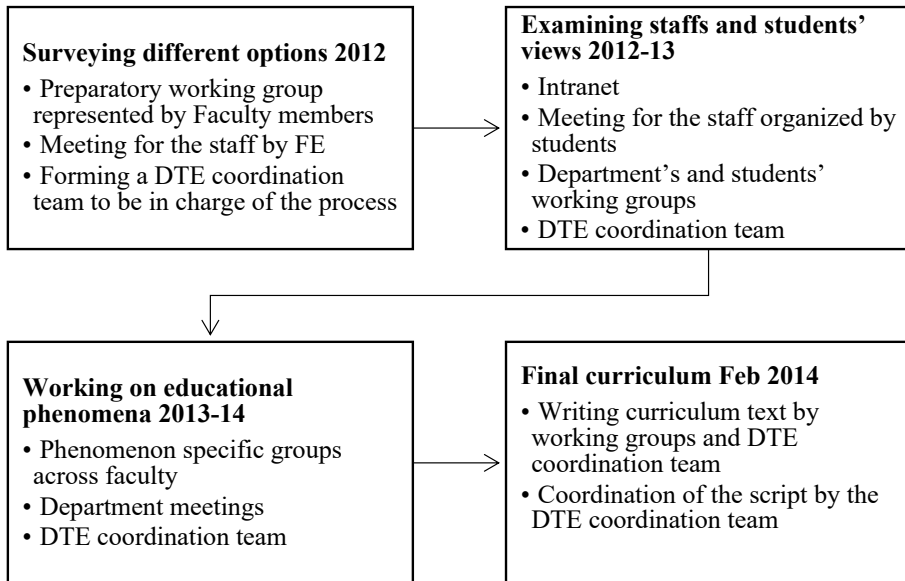 Surveying different options 2012
• Preparatory working group
represented by Faculty members
• Meeting for the staff by FE
• Forming a DTE coordination
team to be in charge of the process
Examining staffs and students’
views 2012-13
• Intranet
• Meeting for the staff organized by
students
• Department’s and students’
working groups
• DTE coordination team
Working on educational
phenomena 2013-14
• Phenomenon specific groups
across faculty
• Department meetings
• DTE coordination team
Final curriculum Feb 2014
• Writing curriculum text by
working groups and DTE
coordination team
• Coordination of the script by the
DTE coordination team